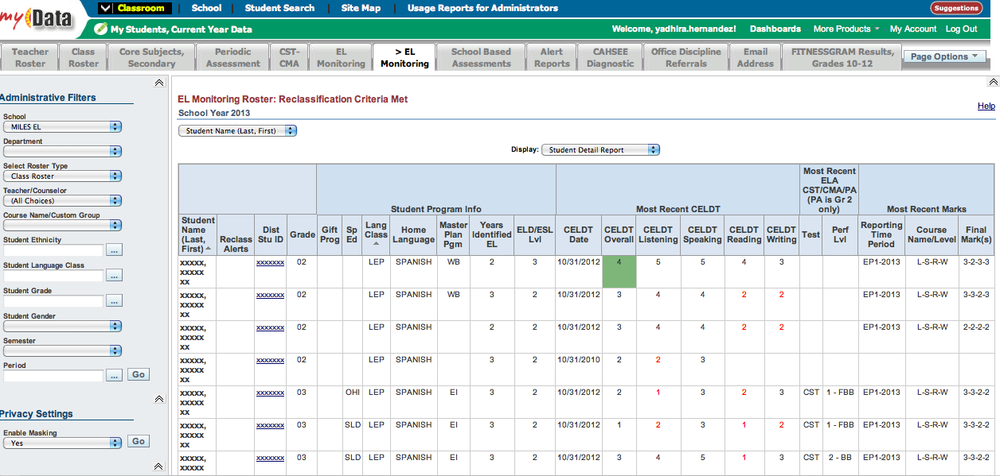 myData
Classroom School Student Search Site Map Usage Reports for Administrators Suggestions
My Students, Current Year Data Welcome, yadhira.hernandez! Dashboards More Products My Account Log Out
Teacher Roster
Class Roster
Core Subjects, Secondary
Periodic Assessment
CST-CMA
EL Monitoring
> EL Monitoring
School Based Assessments
Alert Reports
CAHSEE Diagnostic
Office Discipline Referrals
Email Address
FITNESSGRAM Results, Grades 10-12
Page Options
Administrative Filters
School
MILES EL
Department
Select Roster Type
Class Roster
Teacher/Counselor
(All Choices)
Course Name/Custom Group
Student Ethnicity
...
Student Language Class
...
Student Grade
...
Student Gender
Semester
Period
... Go
Privacy Settings
Enable Masking
Yes Go
EL Monitoring Roster: Reclassification Criteria Met
Help
School Year 2013
Student Name (Last, First)
Display: Student Detail Report
Student Program Info Most Recent CELDT Most Recent ELA CST/CMA/PA (PA is Gr 2 only) Most Recent Marks
Student Name (Last, First) Reclass Alerts Dist Stu ID Grade Gift Prog Sp Ed Lang Class Home Language Master Plan Pgm Years Identified EL ELD/ESL Lvl CELDT Date CELDT Overall CELDT Listening CELDT Speaking CELDT Reading CELDT Writing Test Perf Lvl Reporting Time Period Course Name/Level Final Mark(s)
xxxxx, xxxxx xx xxxxxxx 02 LEP SPANISH WB 2 3 10/31/2012 4 5 5 4 3 EP1-2013 L-S-R-W 3-2-3-3
xxxxx, xxxxx xx xxxxxxx 02 LEP SPANISH WB 3 2 10/31/2012 3 4 4 2 2 EP1-2013 L-S-R-W 3-3-2-3
xxxxx, xxxxx xx xxxxxxx 02 LEP SPANISH 2 2 10/31/2012 3 4 4 2 2 EP1-2013 L-S-R-W 2-2-2-2
xxxxx, xxxxx xx xxxxxxx 02 LEP SPANISH 3 2 10/31/2010 2 2 3
xxxxx, xxxxx xx xxxxxxx 03 OHI LEP SPANISH EI 3 2 10/31/2012 2 1 3 2 3 CST 1 - FBB EP1-2013 L-S-R-W 3-3-2-2
xxxxx, xxxxx xx xxxxxxx 03 SLD LEP SPANISH EI 3 2 10/31/2012 1 2 3 1 2 CST 1 - FBB EP1-2013 L-S-R-W 3-3-2-2
xxxxx, xxxxx xxxxxxx 03 SLD LEP SPANISH EI 3 2 10/31/2012 3 4 5 1 3 CST 2 - BB EP1-2013 L-S-R-W 3-3-2-2